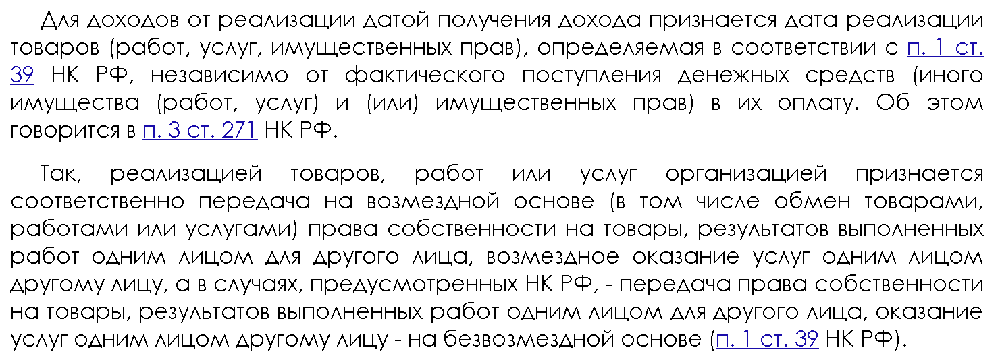 Для доходов от реализации датой получения дохода признается дата реализации
товаров (работ, услуг, имущественных прав), определяемая в соответствии с п. 1 ст.
39 НК РФ, независимо от фактического поступления денежных средств (иного
имущества (работ, услуг) и (или) имущественных прав) в их оплату. Об этом
говорится в п. 3 ст. 271 НК РФ.
Так, реализацией товаров, работ или услуг организацией признается
соответственно передача на возмездной основе (в том числе обмен товарами,
работами или услугами) права собственности на товары, результатов выполненных
работ одним лицом для другого лица, возмездное оказание услуг одним лицом
другому лицу, а в случаях, предусмотренных НК РФ, - передача права собственности
на товары, результатов выполненных работ одним лицом для другого лица, оказание
услуг одним лицом другому лицу - на безвозмездной основе (п. 1 ст. 39 НК РФ).